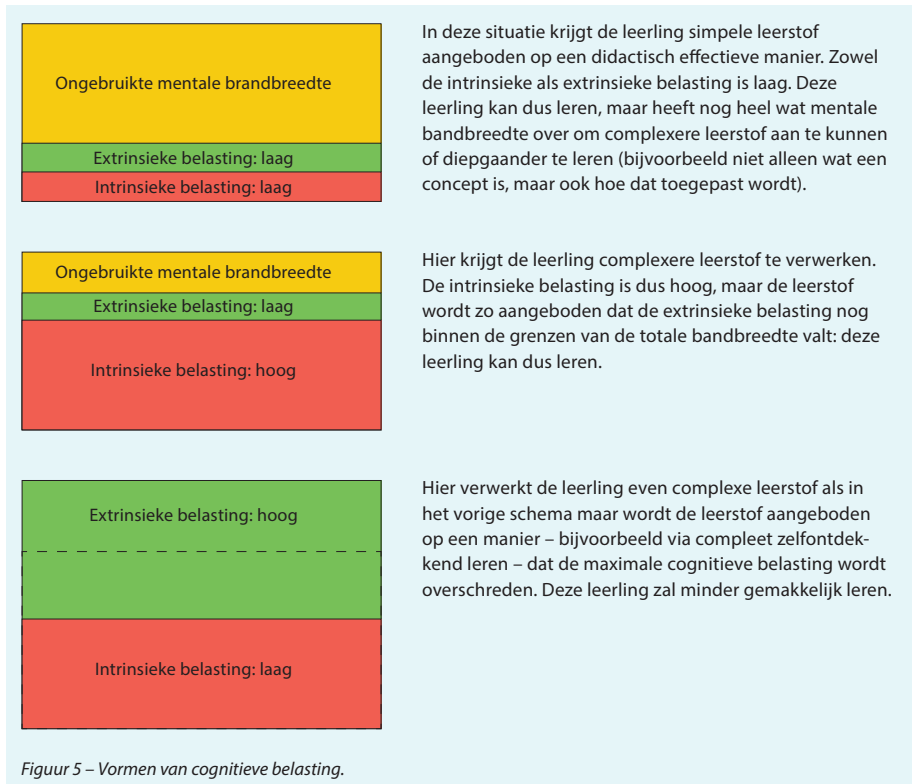 Ongebruikte mentale brandbreedte
Extrinsieke belasting: laag
Intrinsieke belasting: laag
In deze situatie krijgt de leerling simpele leerstof
aangeboden op een didactisch effectieve manier. Zowel
de intrinsieke als extrinsieke belasting is laag. Deze
leerling kan dus leren, maar heeft nog heel wat mentale
bandbreedte over om complexere leerstof aan te kunnen
of diepgaander te leren (bijvoorbeeld niet alleen wat een
concept is, maar ook hoe dat toegepast wordt).
Ongebruikte mentale brandbreedte
Extrinsieke belasting: laag
Intrinsieke belasting: hoog
Hier krijgt de leerling complexere leerstof te verwerken.
De intrinsieke belasting is dus hoog, maar de leerstof
wordt zo aangeboden dat de extrinsieke belasting nog
binnen de grenzen van de totale bandbreedte valt: deze
leerling kan dus leren.
Extrinsieke belasting: hoog
Intrinsieke belasting: laag
Hier verwerkt de leerling even complexe leerstof als in
het vorige schema maar wordt de leerstof aangeboden
op een manier – bijvoorbeeld via compleet zelfontdek-
kend leren – dat de maximale cognitieve belasting wordt
overschreden. Deze leerling zal minder gemakkelijk leren.
Figuur 5 – Vormen van cognitieve belasting.